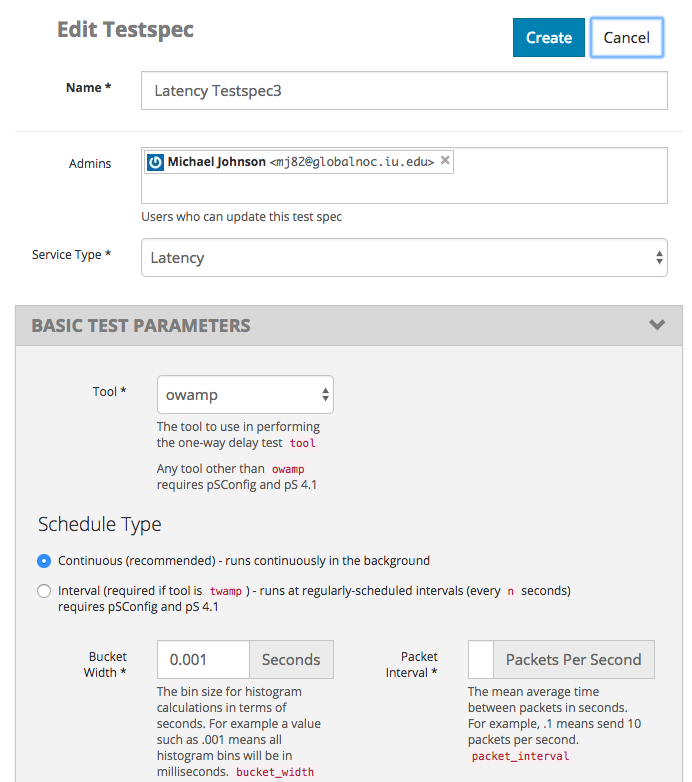 Edit Testspec
Create
Cancel
Name *
Latency Testspec3
Admins
Michael Johnson <mj82@globalnoc.iu.edu> ×
Users who can update this test spec
Service Type *
Latency
BASIC TEST PARAMETERS
Tool *
owamp
The tool to use in performing
the one-way delay test tool
Any tool other than owamp
requires pSConfig and pS 4.1
Schedule Type
Continuous (recommended) - runs continuously in the background
Interval (required if tool is twamp ) - runs at regularly-scheduled intervals (every n seconds)
requires pSConfig and pS 4.1
Bucket
Width *
0.001
Seconds
The bin size for histogram
calculations in terms of
seconds. For example a value
such as .001 means all
histogram bins will be in
milliseconds. bucket_width
Packet
Interval *
Packets Per Second
The mean average time
between packets in seconds.
For example, .1 means send 10
packets per second.
packet_interval